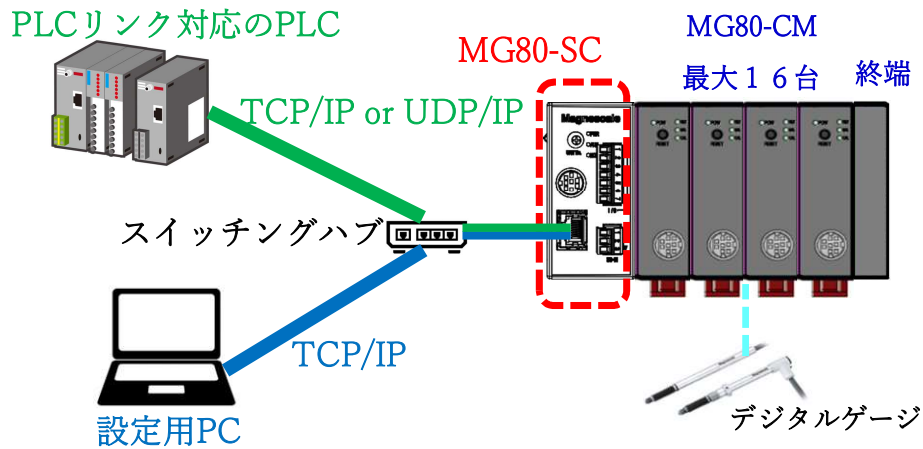 PLCリンク対応のPLC
MG80-SC
MG80-CM
最大１６台
終端
TCP/IP or UDP/IP
Magnescale
スイッチングハブ
TCP/IP
設定用PC
デジタルゲージ